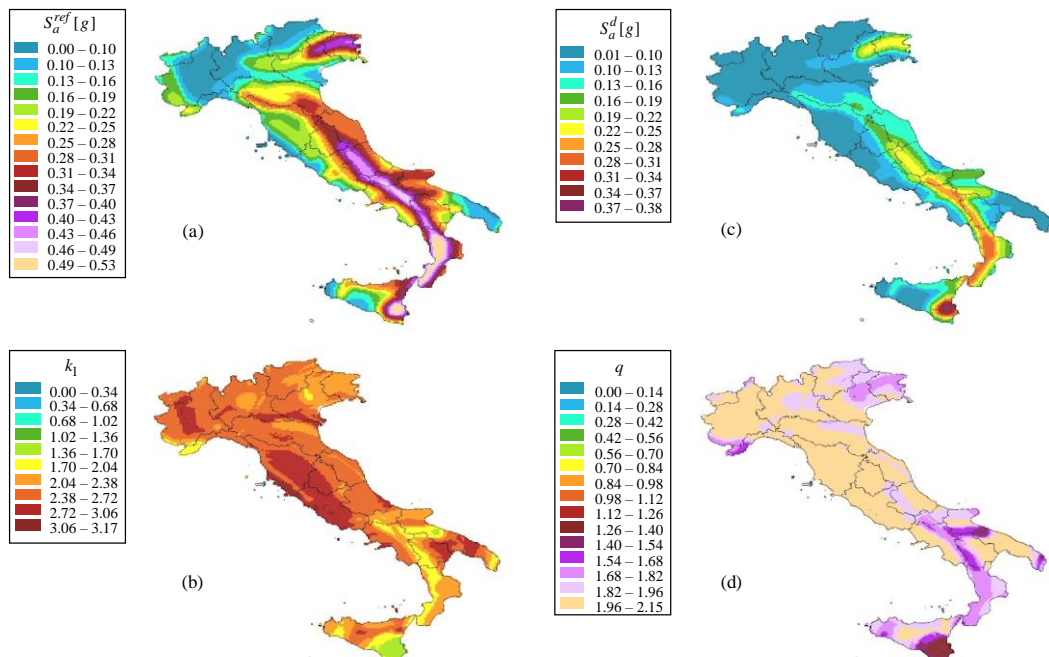 S_a^ref [g]
0.00 – 0.10
0.10 – 0.13
0.13 – 0.16
0.16 – 0.19
0.19 – 0.22
0.22 – 0.25
0.25 – 0.28
0.28 – 0.31
0.31 – 0.34
0.34 – 0.37
0.37 – 0.40
0.40 – 0.43
0.43 – 0.46
0.46 – 0.49
0.49 – 0.53
(a)
S_a^d [g]
0.01 – 0.10
0.10 – 0.13
0.13 – 0.16
0.16 – 0.19
0.19 – 0.22
0.22 – 0.25
0.25 – 0.28
0.28 – 0.31
0.31 – 0.34
0.34 – 0.37
0.37 – 0.38
(c)
k_1
0.00 – 0.34
0.34 – 0.68
0.68 – 1.02
1.02 – 1.36
1.36 – 1.70
1.70 – 2.04
2.04 – 2.38
2.38 – 2.72
2.72 – 3.06
3.06 – 3.17
(b)
q
0.00 – 0.14
0.14 – 0.28
0.28 – 0.42
0.42 – 0.56
0.56 – 0.70
0.70 – 0.84
0.84 – 0.98
0.98 – 1.12
1.12 – 1.26
1.26 – 1.40
1.40 – 1.54
1.54 – 1.68
1.68 – 1.82
1.82 – 1.96
1.96 – 2.15
(d)